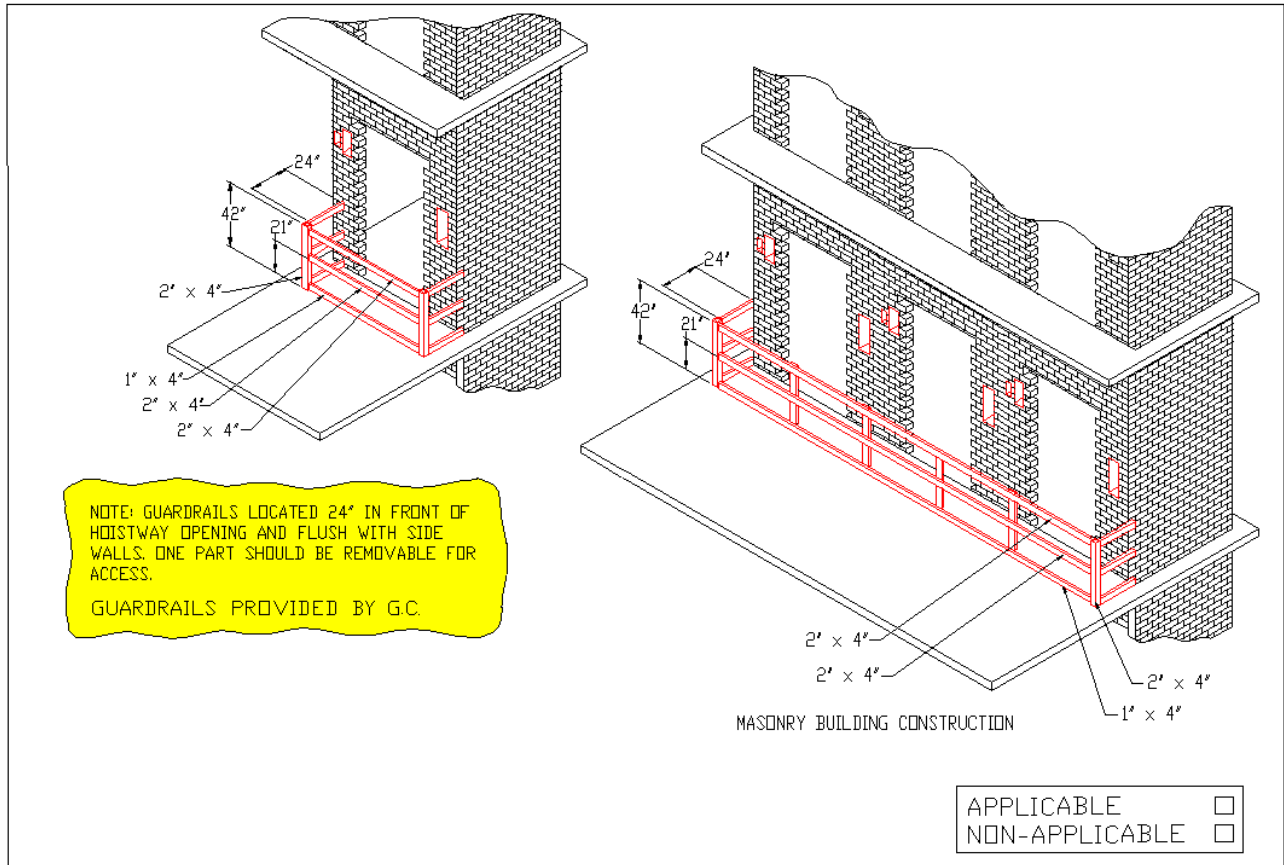 24"
42"
21"
2" x 4"
1" x 4"
2" x 4"
2" x 4"
24"
42"
21"
2" x 4"
2" x 4"
2" x 4"
1" x 4"
MASONRY BUILDING CONSTRUCTION
NOTE: GUARDRAILS LOCATED 24" IN FRONT OF
HOISTWAY OPENING AND FLUSH WITH SIDE
WALLS. ONE PART SHOULD BE REMOVABLE FOR
ACCESS.
GUARDRAILS PROVIDED BY G.C.
APPLICABLE
NON-APPLICABLE